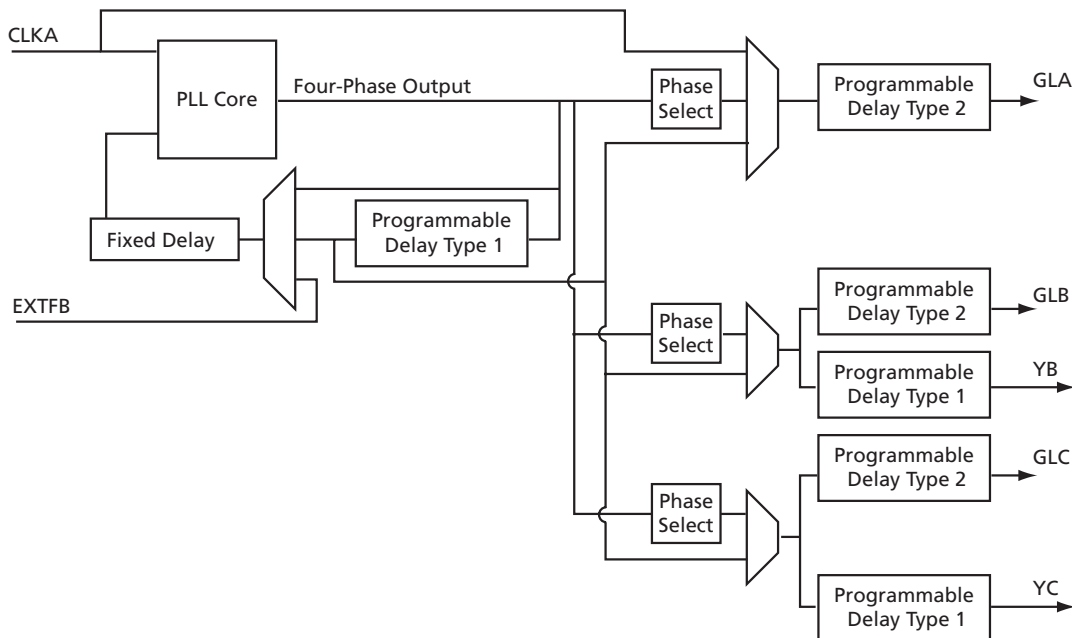 CLKA
PLL Core
Four-Phase Output
Phase
Select
Programmable
Delay Type 2
GLA
Fixed Delay
Programmable
Delay Type 1
EXTFB
Phase
Select
Programmable
Delay Type 2
GLB
Programmable
Delay Type 1
YB
Phase
Select
Programmable
Delay Type 2
GLC
Programmable
Delay Type 1
YC